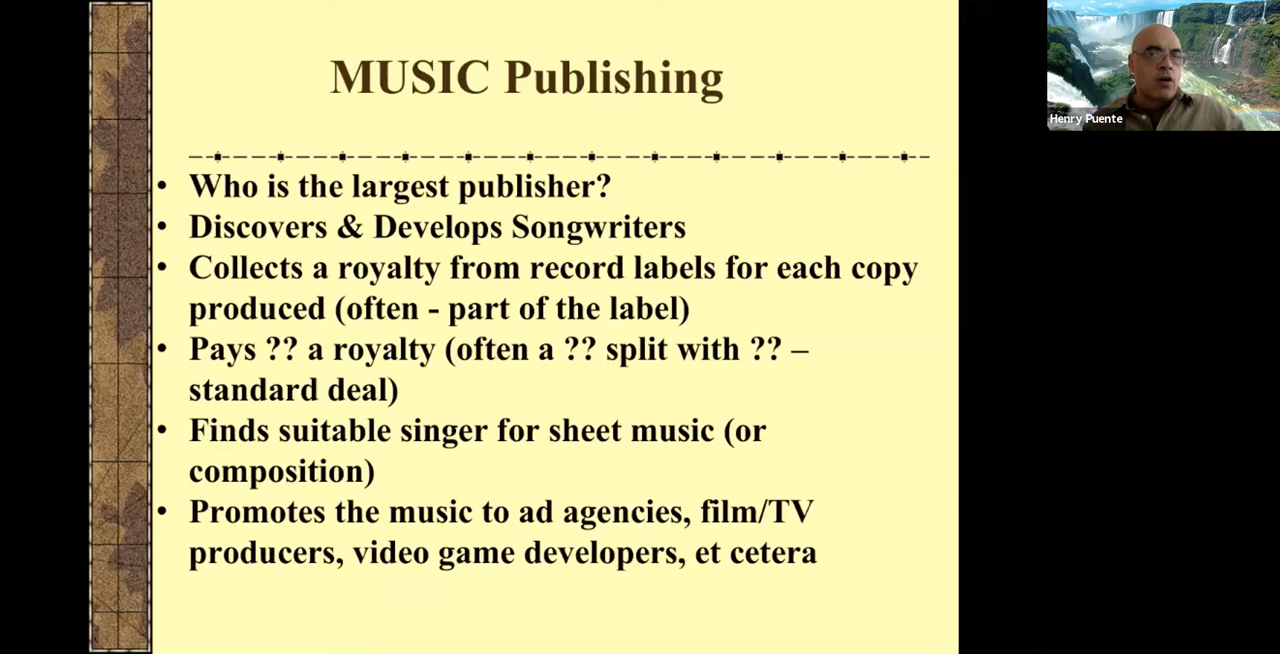 MUSIC Publishing
Henry Puente
• Who is the largest publisher?
• Discovers & Develops Songwriters
• Collects a royalty from record labels for each copy
produced (often - part of the label)
• Pays ?? a royalty (often a ?? split with ?? –
standard deal)
• Finds suitable singer for sheet music (or
composition)
• Promotes the music to ad agencies, film/TV
producers, video game developers, et cetera